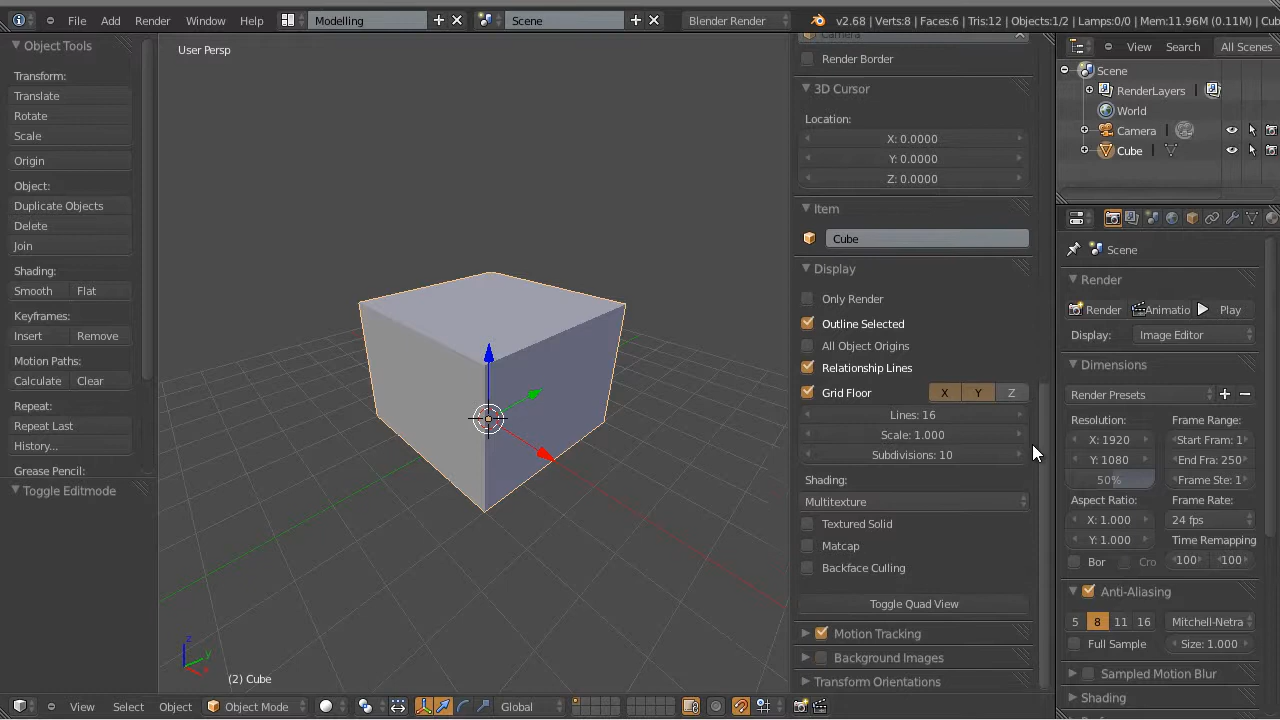 File Add Render Window Help Modelling Scene Blender Render v2.68 | Verts:8 | Faces:6 | Tris:12 | Objects:1/2 | Lamps:0/0 | Mem:11.96M (0.11M) | Cub
Object Tools
Transform:
Translate
Rotate
Scale
Origin
Object:
Duplicate Objects
Delete
Join
Shading:
Smooth Flat
Keyframes:
Insert Remove
Motion Paths:
Calculate Clear
Repeat:
Repeat Last
History...
Grease Pencil:
Toggle Editmode
User Persp
(2) Cube
Render Border
3D Cursor
Location:
X: 0.0000
Y: 0.0000
Z: 0.0000
Item
Cube
Display
Only Render
Outline Selected
All Object Origins
Relationship Lines
Grid Floor X Y Z
Lines: 16
Scale: 1.000
Subdivisions: 10
Shading:
Multitexture
Textured Solid
Matcap
Backface Culling
Toggle Quad View
Motion Tracking
Background Images
Transform Orientations
View Select Object Object Mode Global
View Search All Scenes
Scene
RenderLayers
World
Camera
Cube
Scene
Render
Render Animatio Play
Display: Image Editor
Dimensions
Render Presets
Resolution: Frame Range:
X: 1920 Start Fram: 1
Y: 1080 End Fra: 250
50% Frame Ste: 1
Aspect Ratio: Frame Rate:
X: 1.000 24 fps
Y: 1.000 Time Remapping
Bor Cro 100 100
Anti-Aliasing
5 8 11 16 Mitchell-Netra
Full Sample Size: 1.000
Sampled Motion Blur
Shading
x y z